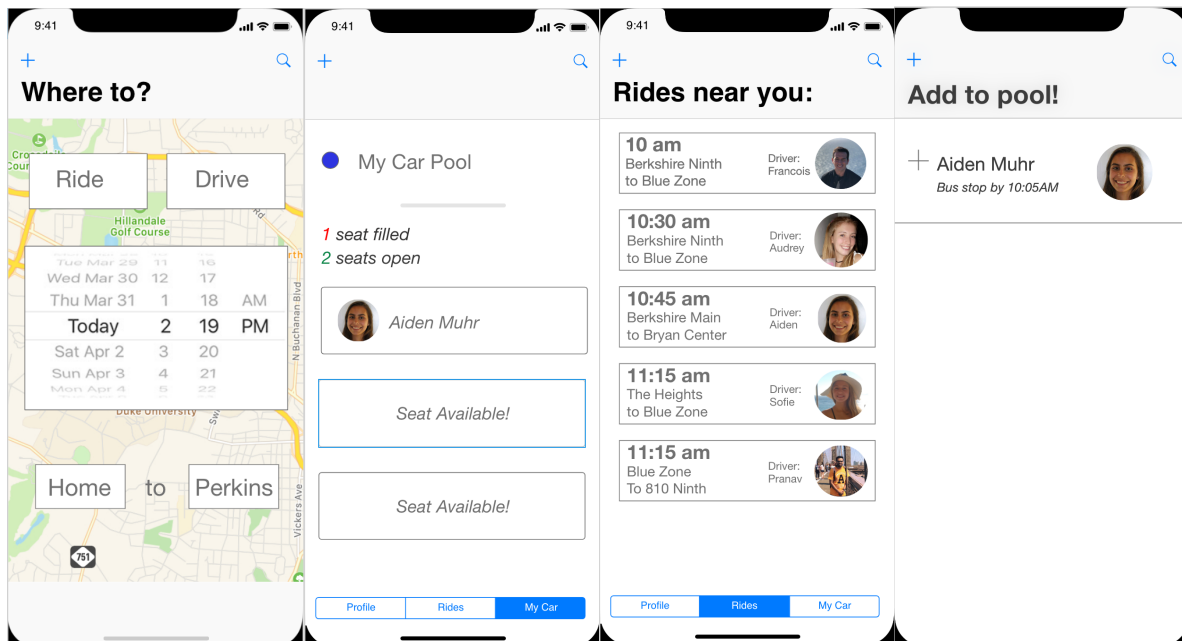 9:41
Where to?
Ride
Drive
Hillandale
Golf Course
Rd
N Buchanan Blvd
Tue Mar 29 11 16
Wed Mar 30 12 17
Thu Mar 31 1 18 AM
Today 2 19 PM
Sat Apr 2 3 20
Sun Apr 3 4 21
Mon Apr 4 5 22
Duke University
Home to Perkins
Vickers Ave
751
9:41
My Car Pool
1 seat filled
2 seats open
Aiden Muhr
Seat Available!
Seat Available!
Profile
Rides
My Car
9:41
Rides near you:
10 am
Berkshire Ninth
to Blue Zone
Driver:
Francois
10:30 am
Berkshire Ninth
to Blue Zone
Driver:
Audrey
10:45 am
Berkshire Main
to Bryan Center
Driver:
Aiden
11:15 am
The Heights
to Blue Zone
Driver:
Sofie
11:15 am
Blue Zone
To 810 Ninth
Driver:
Pranav
A
Profile
Rides
My Car
Add to pool!
Aiden Muhr
Bus stop by 10:05AM